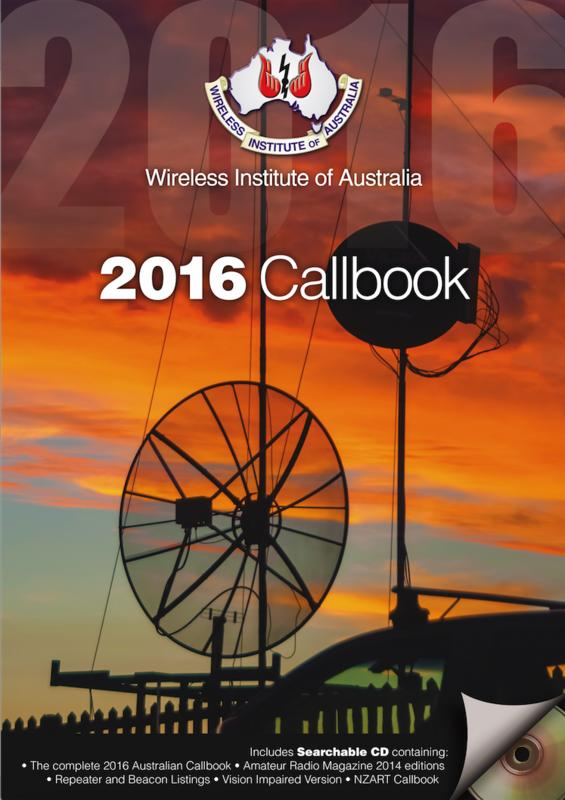 2016
WIRELESS INSTITUTE OF AUSTRALIA
Wireless Institute of Australia
2016 Callbook
Includes Searchable CD containing:
• The complete 2016 Australian Callbook • Amateur Radio Magazine 2014 editions
• Repeater and Beacon Listings • Vision Impaired Version • NZART Callbook